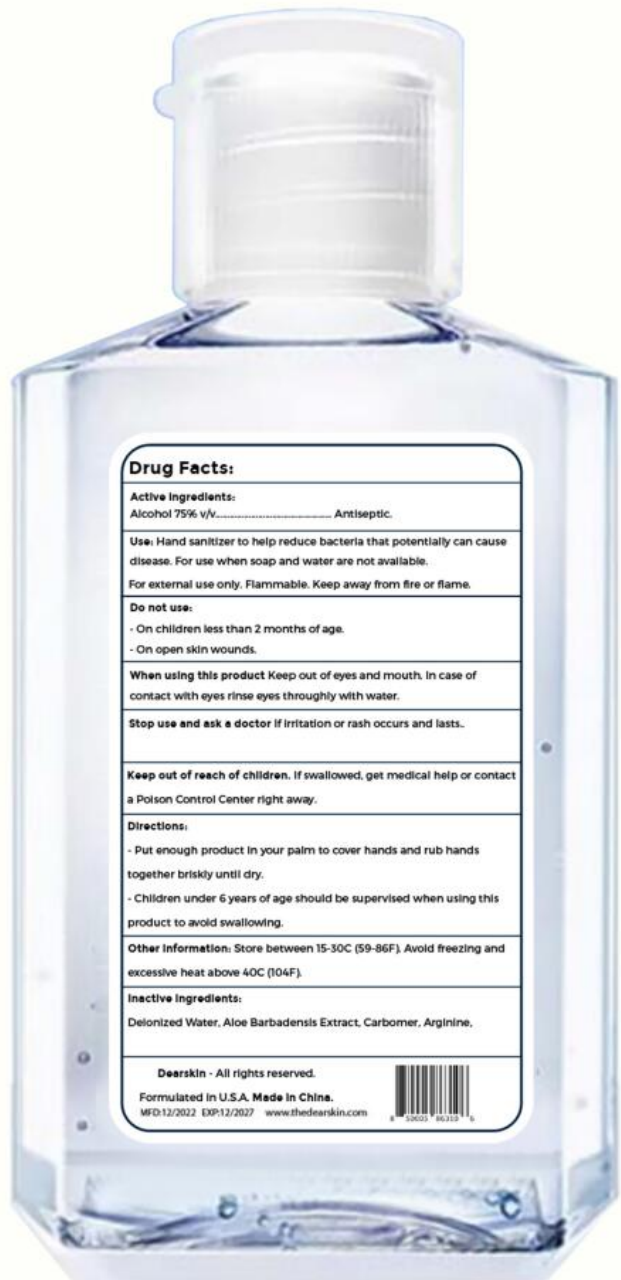 Drug Facts:
Active Ingredients:
Alcohol 75% v/v........................................ Antiseptic.
Use: Hand sanitizer to help reduce bacteria that potentially can cause
disease. For use when soap and water are not available.
For external use only. Flammable. Keep away from fire or flame.
Do not use:
- On children less than 2 months of age.
- On open skin wounds.
When using this product Keep out of eyes and mouth. In case of
contact with eyes rinse eyes throughly with water.
Stop use and ask a doctor if irritation or rash occurs and lasts..
Keep out of reach of children. If swallowed, get medical help or contact
a Poison Control Center right away.
Directions:
- Put enough product in your palm to cover hands and rub hands
together briskly until dry.
- Children under 6 years of age should be supervised when using this
product to avoid swallowing.
Other Information: Store between 15-30C (59-86F). Avoid freezing and
excessive heat above 40C (104F).
Inactive Ingredients:
Deionized Water, Aloe Barbadensis Extract, Carbomer, Arginine,
Dearskin - All rights reserved.
Formulated in U.S.A. Made in China.
MFD:12/2022 EXP:12/2027 www.thedearskin.com
8 50605 86310 6